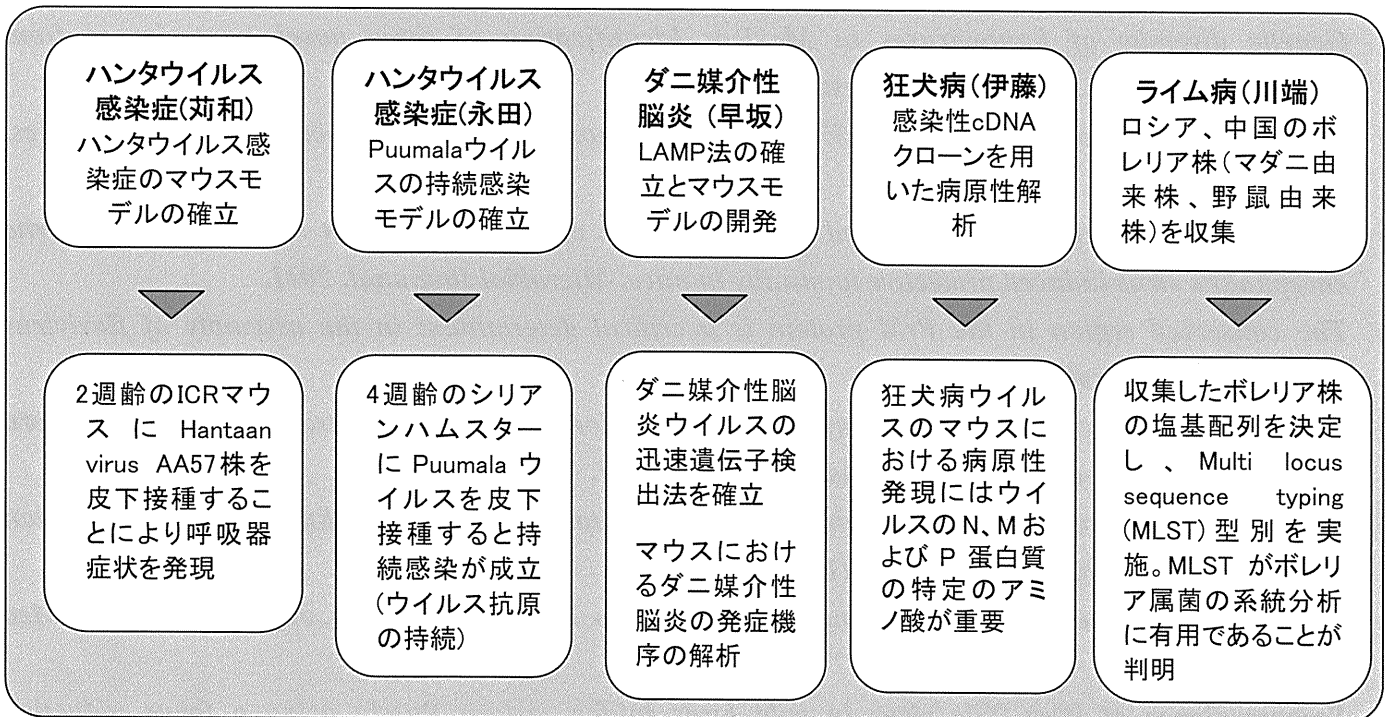 ハンタウイルス
感染症(苅和)
ハンタウイルス感
染症のマウスモ
デルの確立
2週齢のICRマウ
スに Hantaan
virus AA57株を
皮下接種するこ
とにより呼吸器
症状を発現
ハンタウイルス
感染症(永田)
Puumalaウイル
スの持続感染
モデルの確立
4週齢のシリア
ンハムスター
に Puumala ウ
イルスを皮下
接種すると持
続感染が成立
(ウイルス抗原
の持続)
ダニ媒介性
脳炎 (早坂)
LAMP法の確
立とマウスモ
デルの開発
ダニ媒介性脳
炎ウイルスの
迅速遺伝子検
出法を確立
マウスにおけ
るダニ媒介性
脳炎の発症機
序の解析
狂犬病(伊藤)
感染性cDNA
クローンを用
いた病原性解
析
狂犬病ウイル
スのマウスに
おける病原性
発現にはウイ
ルスのN、Mお
よび P 蛋白質
の特定のアミ
ノ酸が重要
ライム病(川端)
ロシア、中国のボ
レリア株(マダニ由
来株、野鼠由来
株)を収集
収集したボレリア株
の塩基配列を決定
し、Multi locus
sequence typing
(MLST)型別を実
施。MLST がボレリ
ア属菌の系統分析
に有用であることが
判明